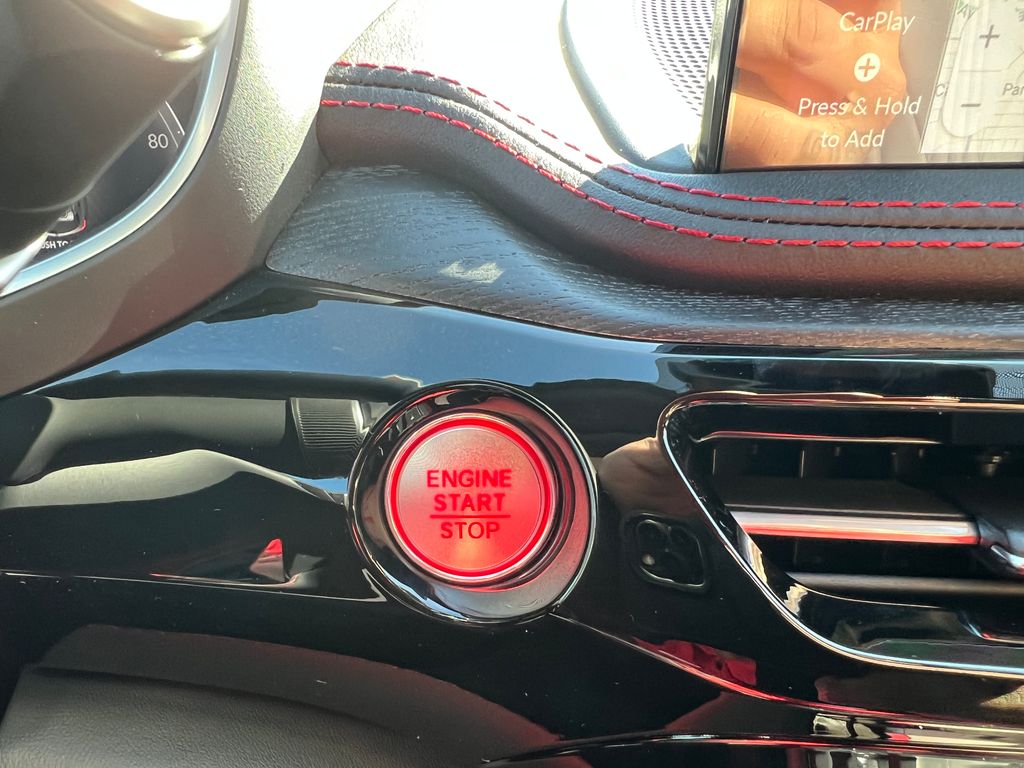 CarPlay
+
Press & Hold
to Add
+
−
80
ENGINE
START
STOP